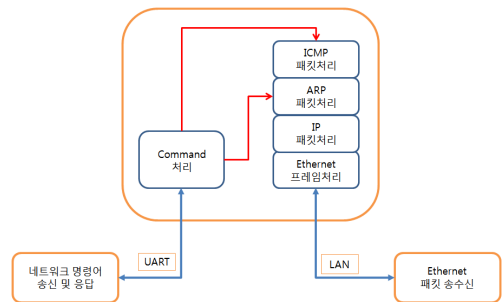 ICMP
패킷처리
ARP
패킷처리
IP
패킷처리
Command
처리
Ethernet
프레임처리
UART
LAN
네트워크 명령어
송신 및 응답
Ethernet
패킷 송수신